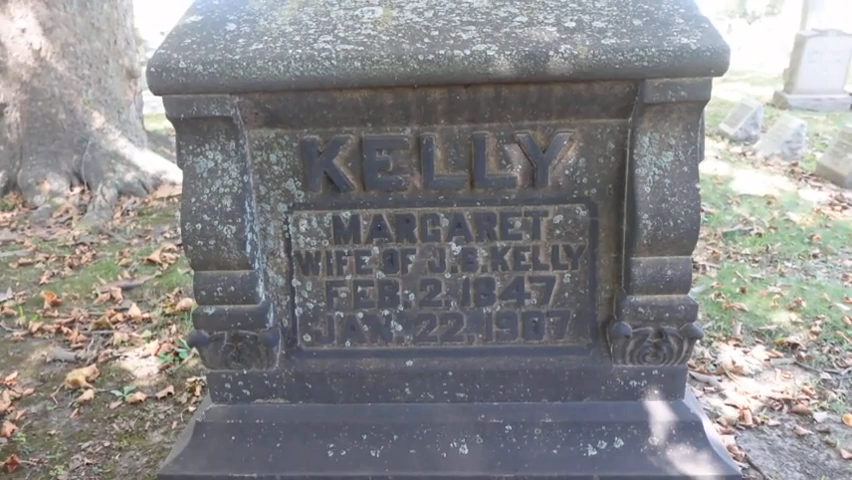 KELLY
MARGARET
WIFE OF J.B.KELLY
FEB. 2, 1847
JAN. 22, 1907